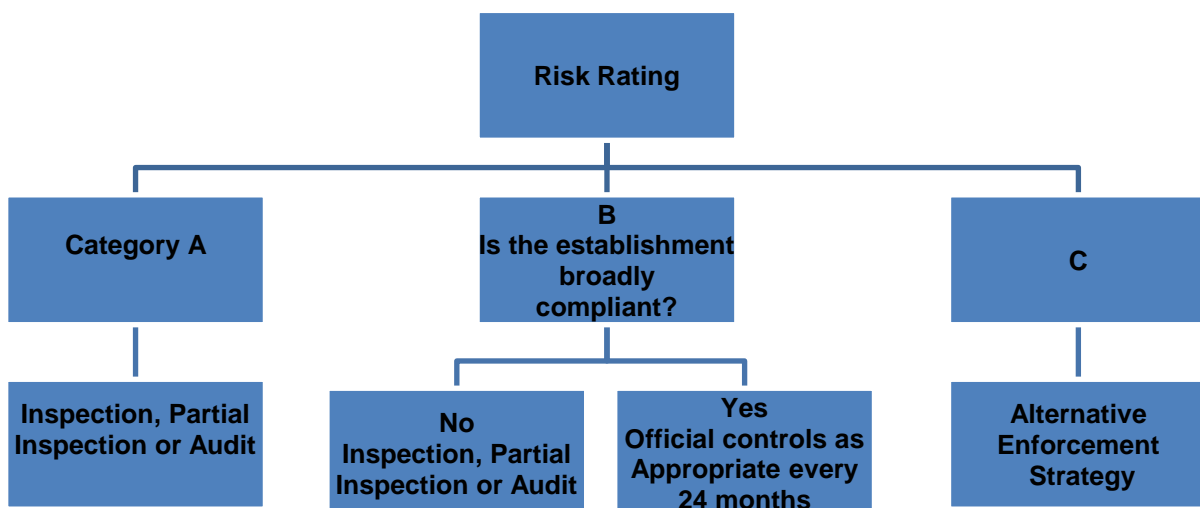 Risk Rating
Category A
B
Is the establishment
broadly
compliant?
C
Inspection, Partial
Inspection or Audit
No
Inspection, Partial
Inspection or Audit
Yes
Official controls as
Appropriate every
24 months
Alternative
Enforcement
Strategy